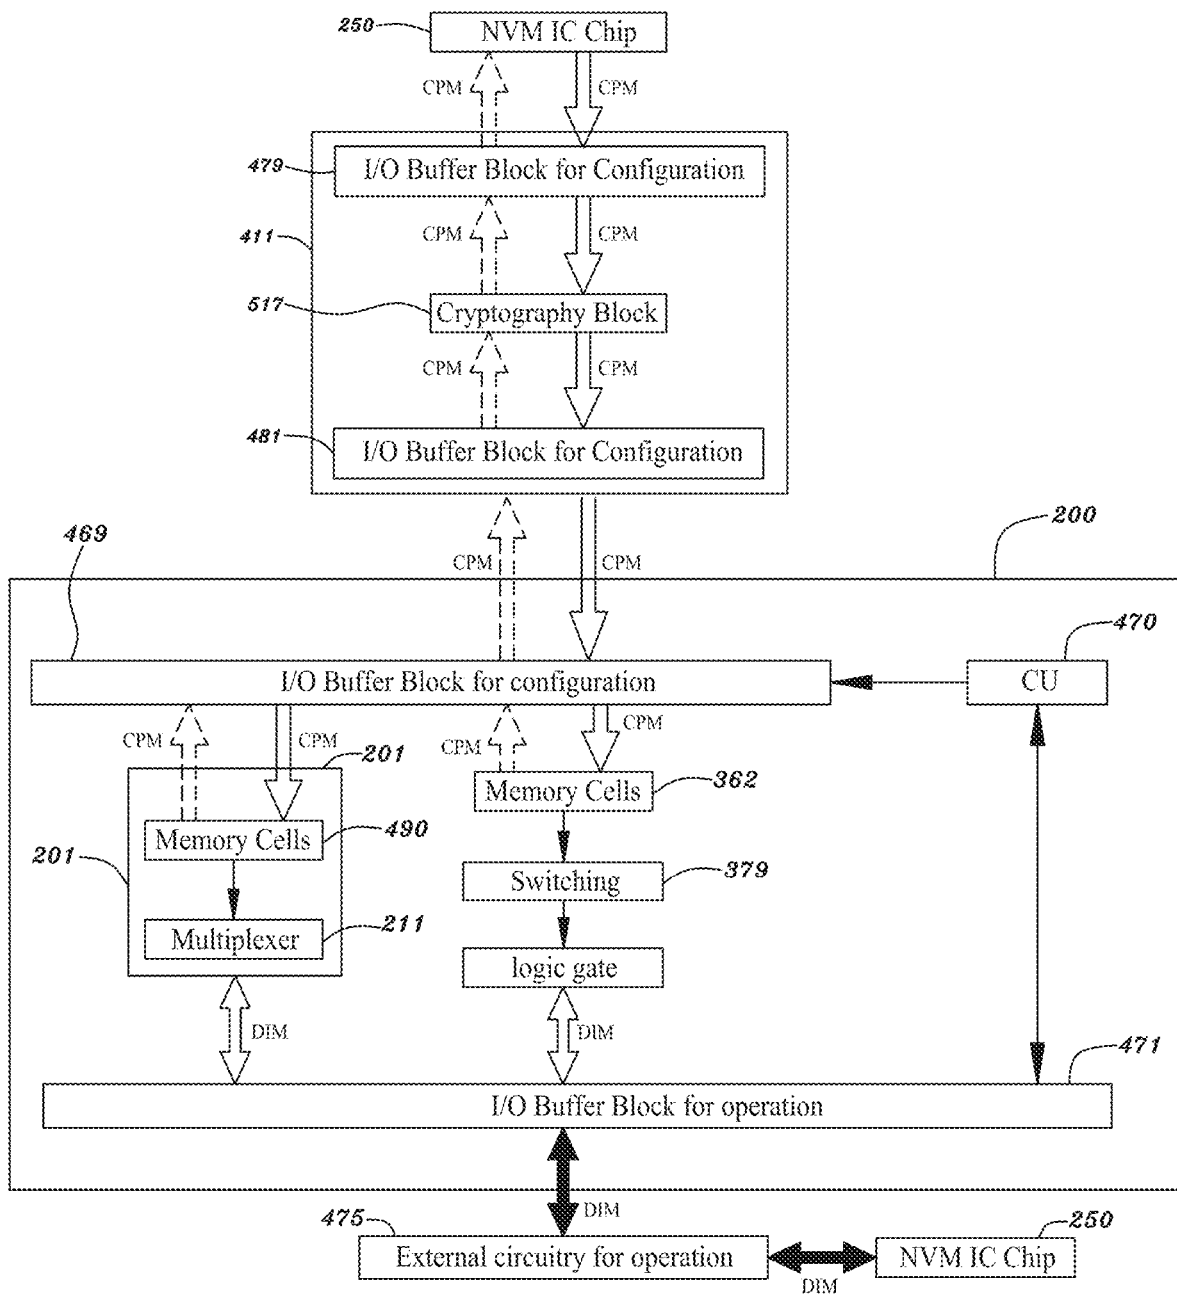 250
NVM IC Chip
CPM
CPM
479
I/O Buffer Block for Configuration
411
CPM
CPM
517
Cryptography Block
CPM
CPM
481
I/O Buffer Block for Configuration
200
469
CPM
CPM
470
I/O Buffer Block for configuration
CU
CPM
CPM
CPM
CPM
201
362
Memory Cells
490
Memory Cells
201
379
Switching
211
Multiplexer
logic gate
DIM
DIM
471
I/O Buffer Block for operation
DIM
475
250
External circuitry for operation
NVM IC Chip
DIM